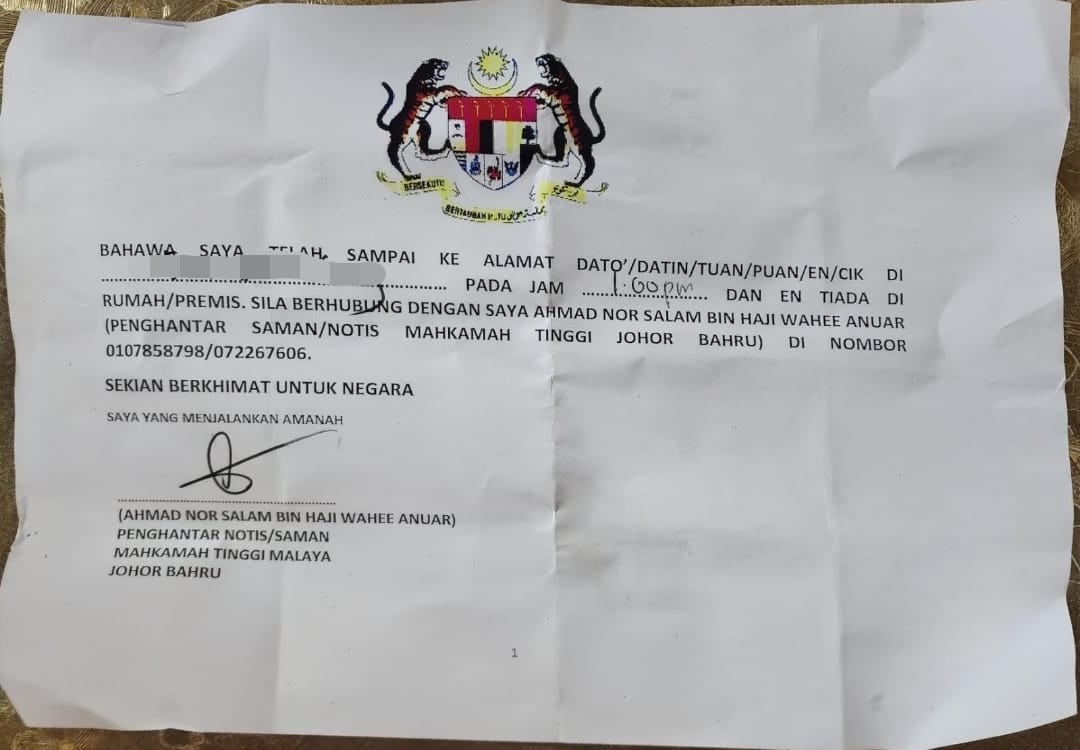 BERSEKUTU
BERTAMBAH MUTU
BAHAWA SAYA TELAH SAMPAI KE ALAMAT DATO'/DATIN/TUAN/PUAN/EN/CIK DI
.................... PADA JAM ....1.00pm.... DAN EN TIADA DI
RUMAH/PREMIS. SILA BERHUBUNG DENGAN SAYA AHMAD NOR SALAM BIN HAJI WAHEE ANUAR
(PENGHANTAR SAMAN/NOTIS MAHKAMAH TINGGI JOHOR BAHRU) DI NOMBOR
0107858798/072267606.
SEKIAN BERKHIMAT UNTUK NEGARA
SAYA YANG MENJALANKAN AMANAH
(AHMAD NOR SALAM BIN HAJI WAHEE ANUAR)
PENGHANTAR NOTIS/SAMAN
MAHKAMAH TINGGI MALAYA
JOHOR BAHRU
1